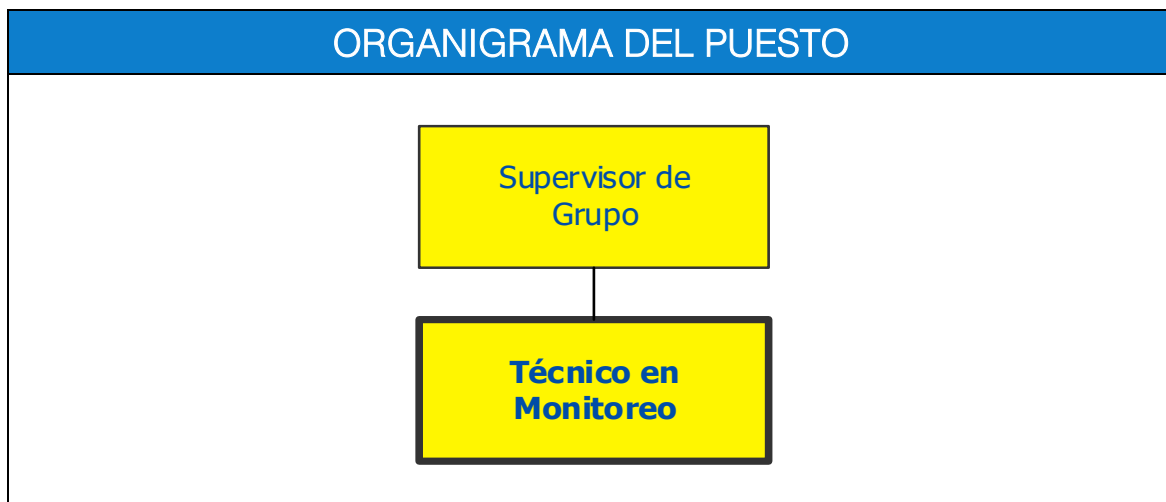 ORGANIGRAMA DEL PUESTO
Supervisor de
Grupo
Técnico en
Monitoreo